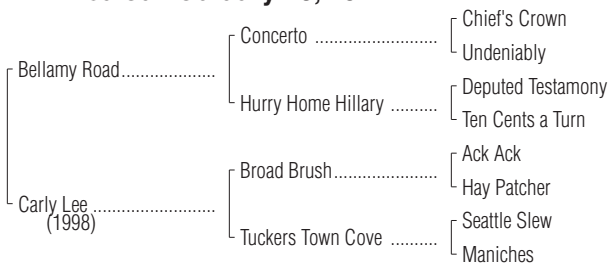 Chief's Crown
Concerto ....................
Undeniably
Bellamy Road...................
Deputed Testamony
Hurry Home Hillary ..........
Ten Cents a Turn
Ack Ack
Broad Brush.....................
Hay Patcher
Carly Lee .........................
(1998)
Seattle Slew
Tuckers Town Cove ..........
Maniches